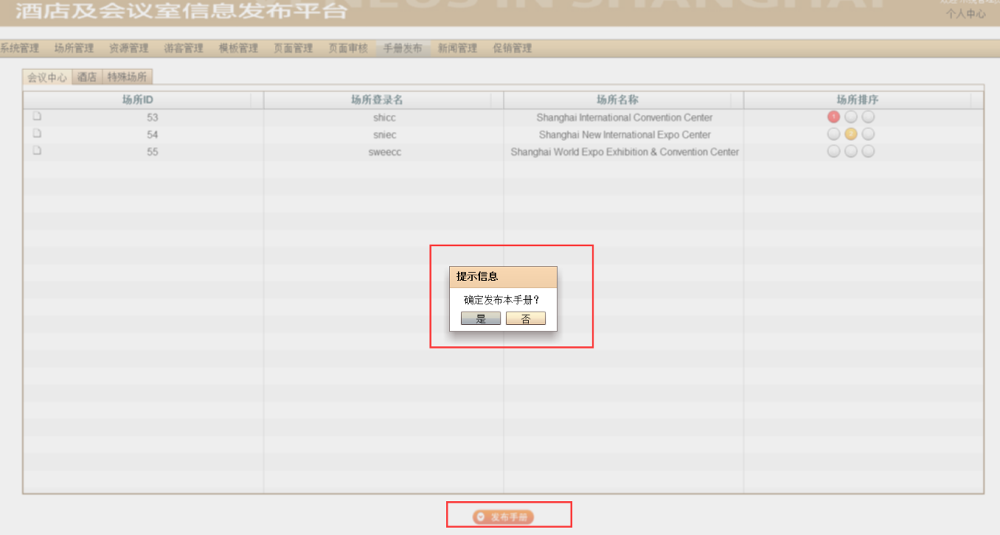 酒店及会议室信息发布平台 VENUES IN SHANGHAI
个人中心
系统管理 场所管理 资源管理 游客管理 模板管理 页面管理 页面审核 手册发布 新闻管理 促销管理
会议中心 酒店 特殊场所
场所ID 场所登录名 场所名称 场所排序
53 shicc Shanghai International Convention Center 1
54 sniec Shanghai New International Expo Center 2
55 sweecc Shanghai World Expo Exhibition & Convention Center
提示信息
确定发布本手册?
是 否
发布手册